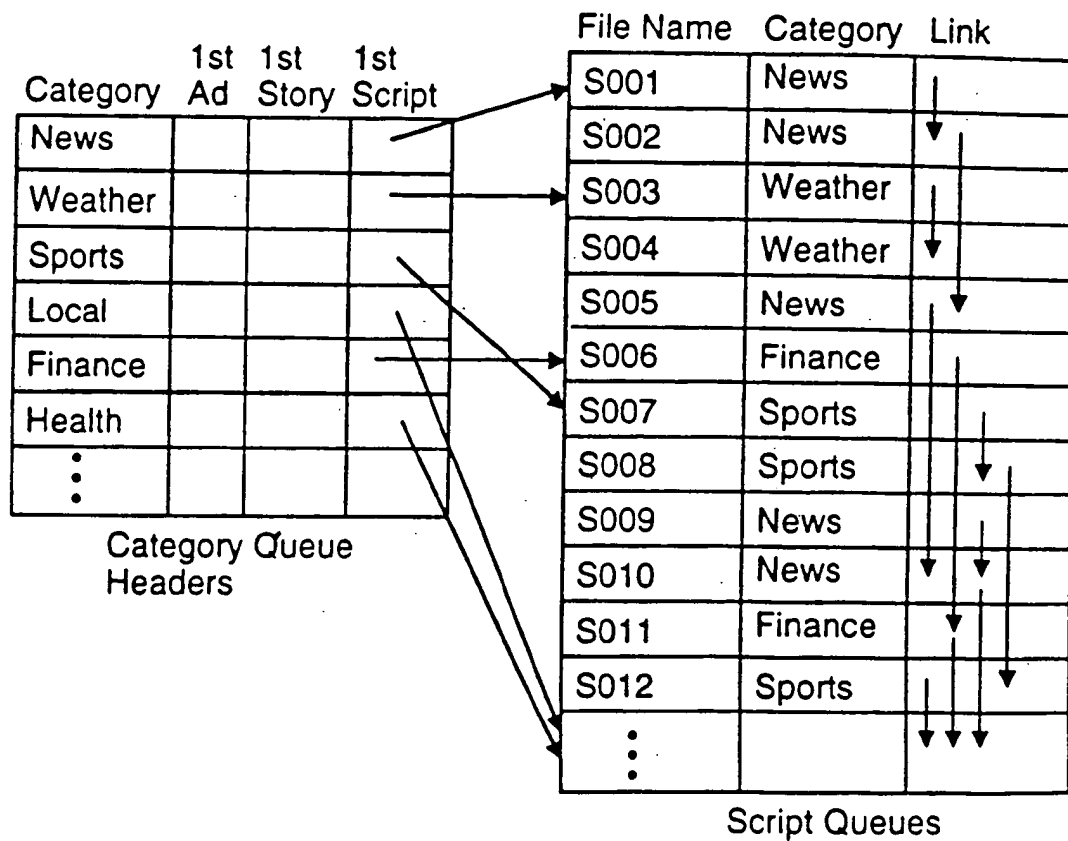 1st 1st 1st
Category Ad Story Script
News
Weather
Sports
Local
Finance
Health
Category Queue
Headers
File Name Category Link
S001 News
S002 News
S003 Weather
S004 Weather
S005 News
S006 Finance
S007 Sports
S008 Sports
S009 News
S010 News
S011 Finance
S012 Sports
Script Queues